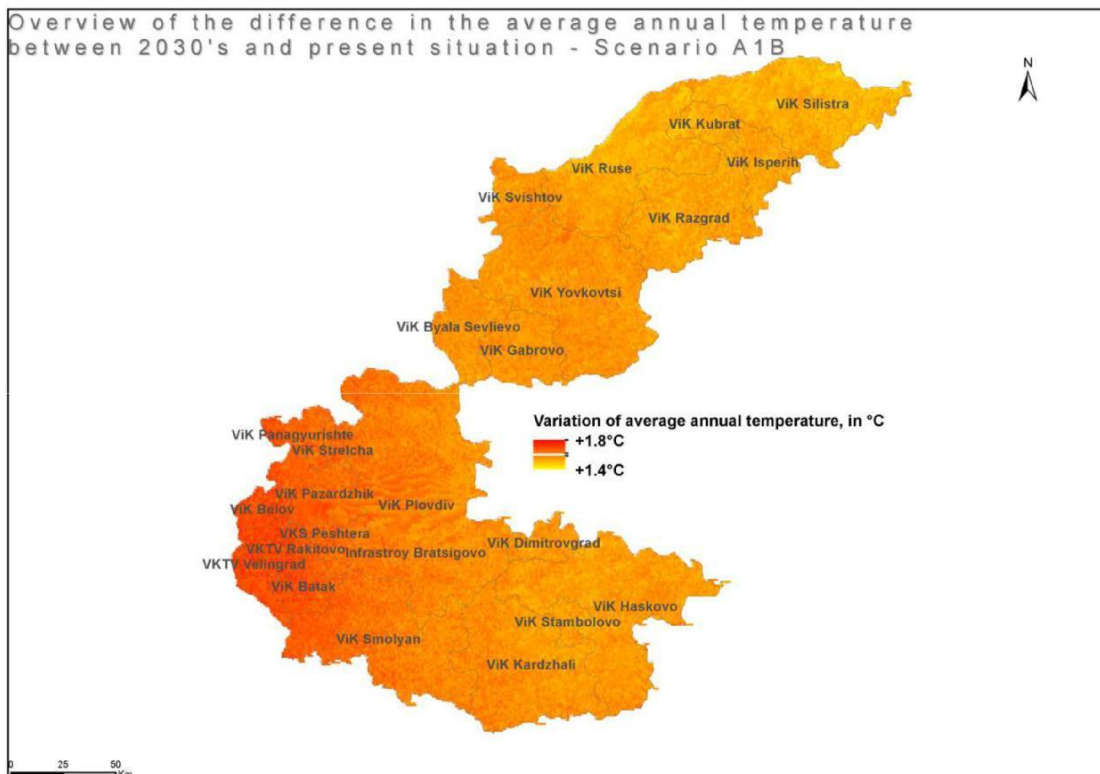 Overview of the difference in the average annual temperature
between 2030's and present situation - Scenario A1B
N
ViK Silistra
ViK Kubrat
ViK Isperih
ViK Ruse
ViK Svishtov
ViK Razgrad
ViK Yovkovtsi
ViK Byala Sevlievo
ViK Gabrovo
Variation of average annual temperature, in °C
+1.8°C
+1.4°C
ViK Panagyurishte
ViK Strelcha
ViK Pazardzhik
ViK Plovdiv
ViK Belov
VKS Peshtera
ViK Dimitrovgrad
VKTV Rakitovo
Infrastroy Bratsigovo
VKTV Velingrad
ViK Batak
ViK Haskovo
ViK Stambolovo
ViK Smolyan
ViK Kardzhali
0 25 50
Km